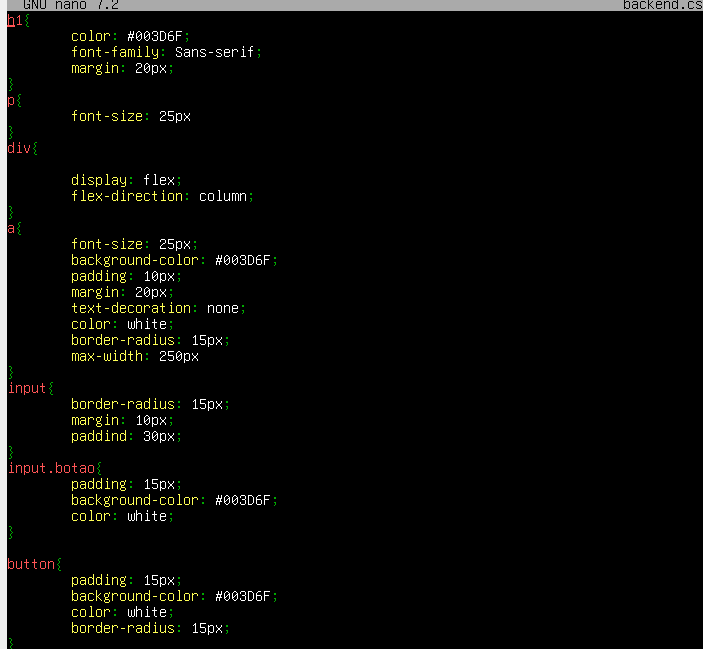 GNU nano 7.2 backend.cs
h1{
color: #003D6F;
font-family: Sans-serif;
margin: 20px;
}
p{
font-size: 25px
}
div{
display: flex;
flex-direction: column;
}
a{
font-size: 25px;
background-color: #003D6F;
padding: 10px;
margin: 20px;
text-decoration: none;
color: white;
border-radius: 15px;
max-width: 250px
}
input{
border-radius: 15px;
margin: 10px;
paddind: 30px;
}
input.botao{
padding: 15px;
background-color: #003D6F;
color: white;
}
button{
padding: 15px;
background-color: #003D6F;
color: white;
border-radius: 15px;
}